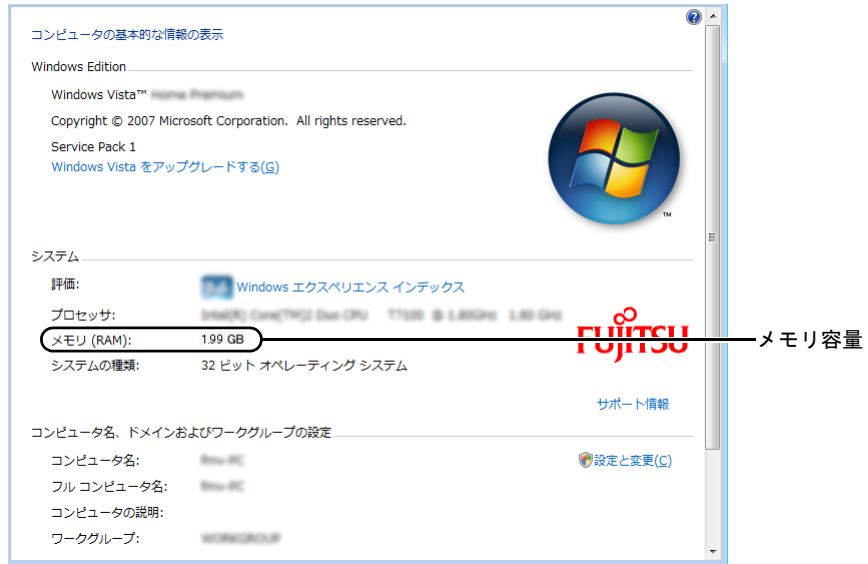 コンピュータの基本的な情報の表示
Windows Edition
Windows Vista™
Copyright © 2007 Microsoft Corporation. All rights reserved.
Service Pack 1
Windows Vista をアップグレードする(G)
TM
システム
評価:
Windows エクスペリエンス インデックス
プロセッサ:
メモリ (RAM): 1.99 GB
メモリ容量
FUJITSU
システムの種類: 32 ビット オペレーティング システム
サポート情報
コンピュータ名、ドメインおよびワークグループの設定
コンピュータ名:
設定と変更(C)
フル コンピュータ名:
コンピュータの説明:
ワークグループ: